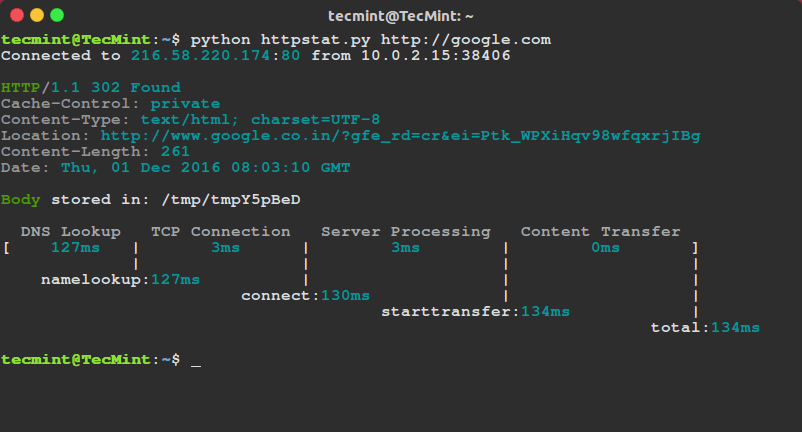 tecmint@TecMint: ~
tecmint@TecMint:~$ python httpstat.py http://google.com
Connected to 216.58.220.174:80 from 10.0.2.15:38406
HTTP/1.1 302 Found
Cache-Control: private
Content-Type: text/html; charset=UTF-8
Location: http://www.google.co.in/?gfe_rd=cr&ei=Ptk_WPXiHqv98wfqxrjIBg
Content-Length: 261
Date: Thu, 01 Dec 2016 08:03:10 GMT
Body stored in: /tmp/tmpY5pBeD
  DNS Lookup   TCP Connection   Server Processing   Content Transfer
[    127ms   |       3ms      |        3ms        |        0ms       ]
             |                |                   |                  |
    namelookup:127ms          |                   |                  |
                        connect:130ms             |                  |
                                      starttransfer:134ms            |
                                                                 total:134ms
tecmint@TecMint:~$ _